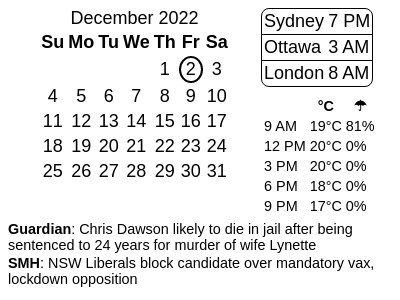 December 2022
Su Mo Tu We Th Fr Sa
1 2 3
4 5 6 7 8 9 10
11 12 13 14 15 16 17
18 19 20 21 22 23 24
25 26 27 28 29 30 31
Sydney 7 PM
Ottawa 3 AM
London 8 AM
°C ☂
9 AM 19°C 81%
12 PM 20°C 0%
3 PM 20°C 0%
6 PM 18°C 0%
9 PM 17°C 0%
Guardian: Chris Dawson likely to die in jail after being
sentenced to 24 years for murder of wife Lynette
SMH: NSW Liberals block candidate over mandatory vax,
lockdown opposition